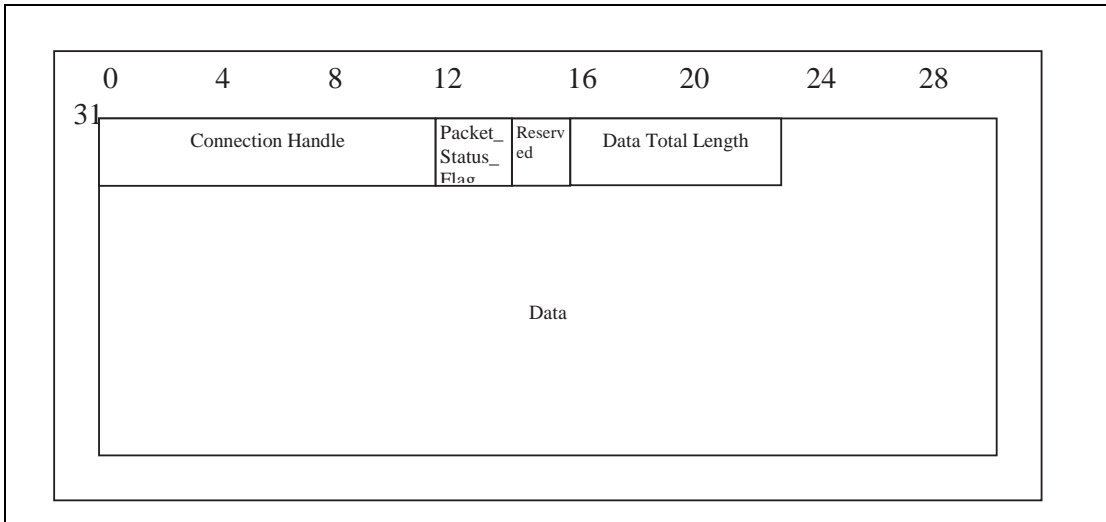 0 4 8 12 16 20 24 28
31
Connection Handle
Packet_
Status_
Flag
Reserv
ed
Data Total Length
Data